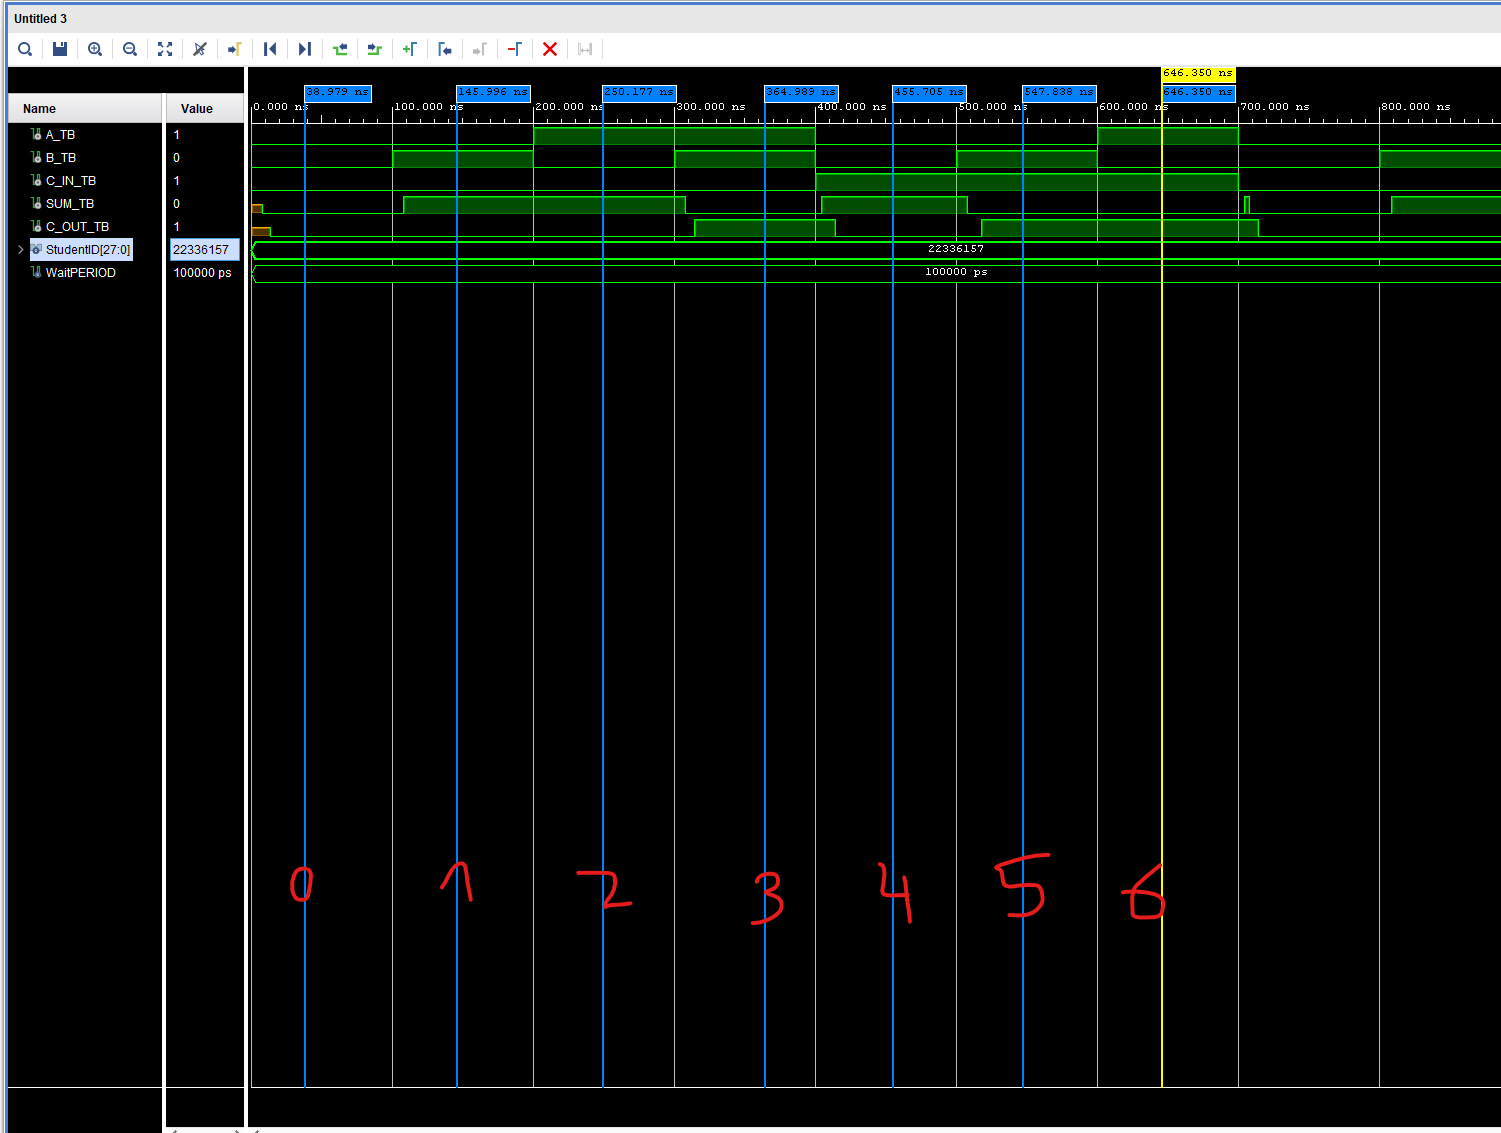 Untitled 3
646.350 ns
38.979 ns 145.996 ns 250.177 ns 364.989 ns 455.705 ns 547.838 ns 646.350 ns
Name Value 0.000 ns 100.000 ns 200.000 ns 300.000 ns 400.000 ns 500.000 ns 600.000 ns 700.000 ns 800.000 ns
A_TB 1
B_TB 0
C_IN_TB 1
SUM_TB 0
C_OUT_TB 1
StudentID[27:0] 22336157 22336157
WaitPERIOD 100000 ps 100000 ps
0 1 2 3 4 5 6